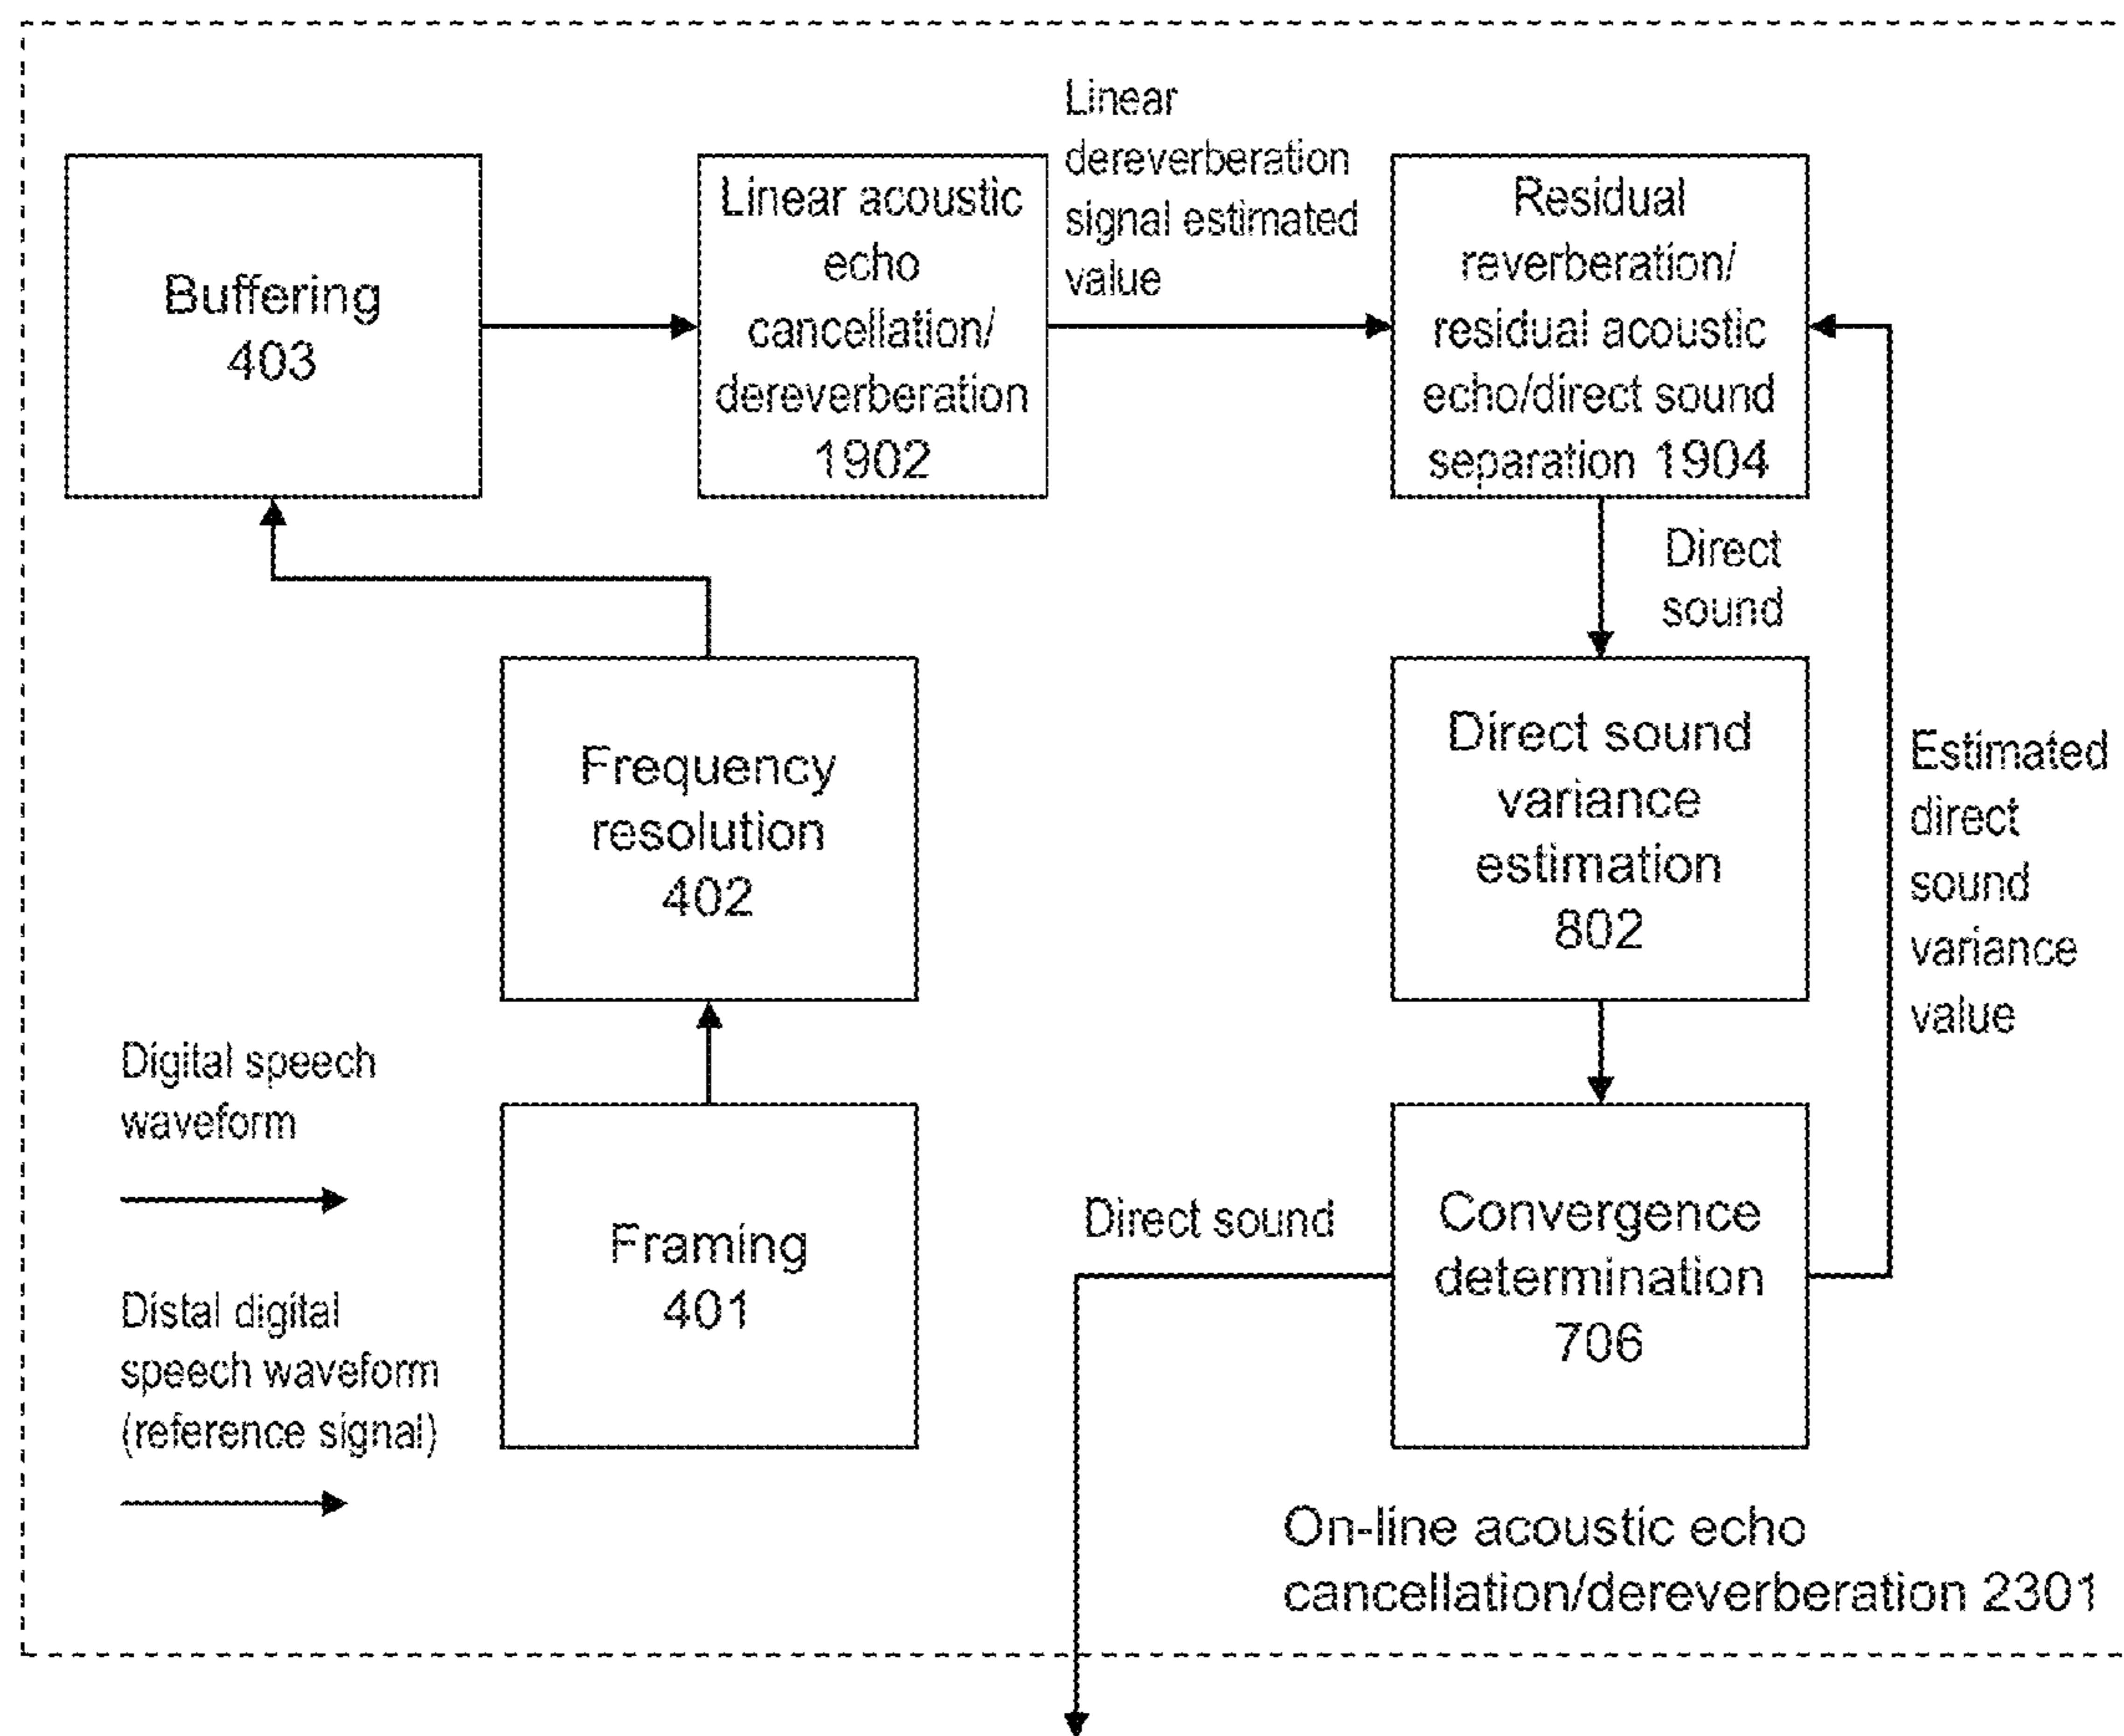 Linear
dereverberation
signal estimated
value
Buffering
403
Linear acoustic
echo
cancellation/
dereverberation
1902
Residual
reverberation/
residual acoustic
echo/direct sound
separation 1904
Direct
sound
Frequency
resolution
402
Direct sound
variance
estimation
802
Estimated
direct
sound
variance
value
Digital speech
waveform
Distal digital
speech waveform
(reference signal)
Framing
401
Direct sound
Convergence
determination
706
On-line acoustic echo
cancellation/dereverberation 2301